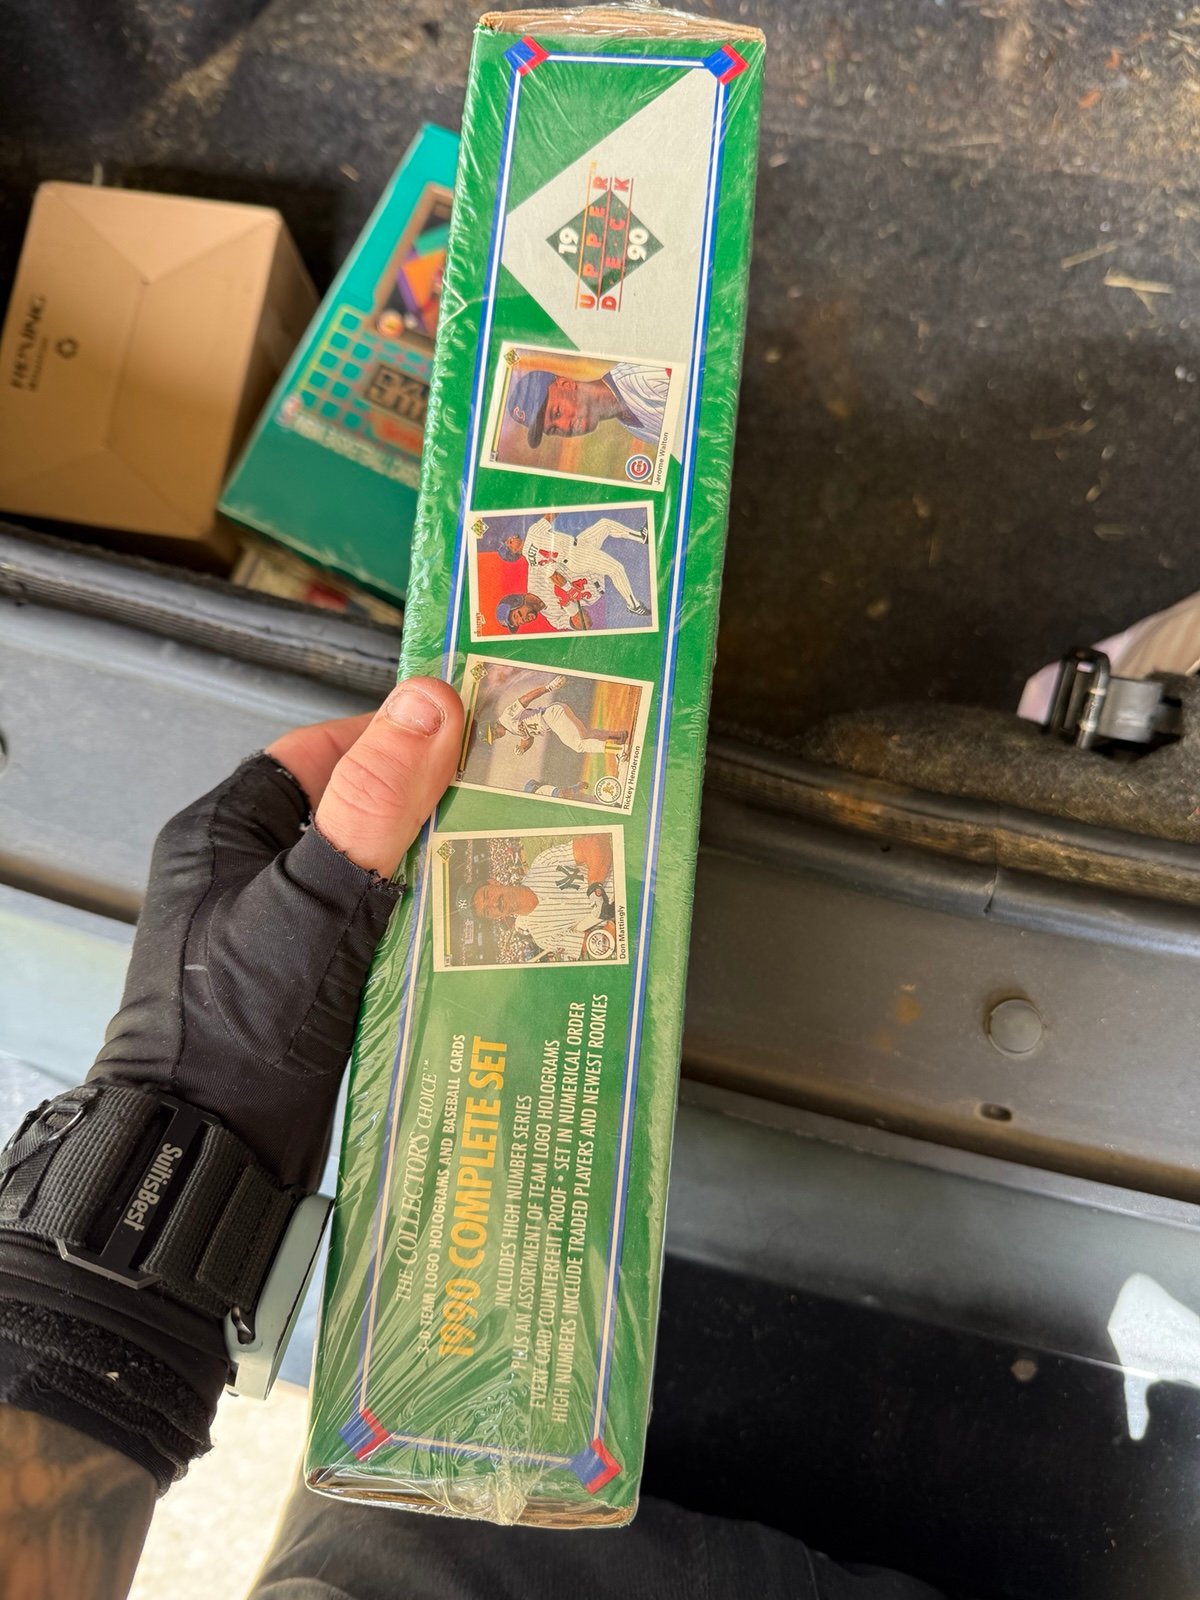 19 90
UPPER
DECK
Jerome Walton
Rickey Henderson
Don Mattingly
THE COLLECTOR'S CHOICE™
3-D TEAM LOGO HOLOGRAMS AND BASEBALL CARDS
1990 COMPLETE SET
INCLUDES HIGH NUMBER SERIES
PLUS AN ASSORTMENT OF TEAM LOGO HOLOGRAMS
EVERY CARD COUNTERFEIT PROOF • SET IN NUMERICAL ORDER
HIGH NUMBERS INCLUDE TRADED PLAYERS AND NEWEST ROOKIES
SuitisBest